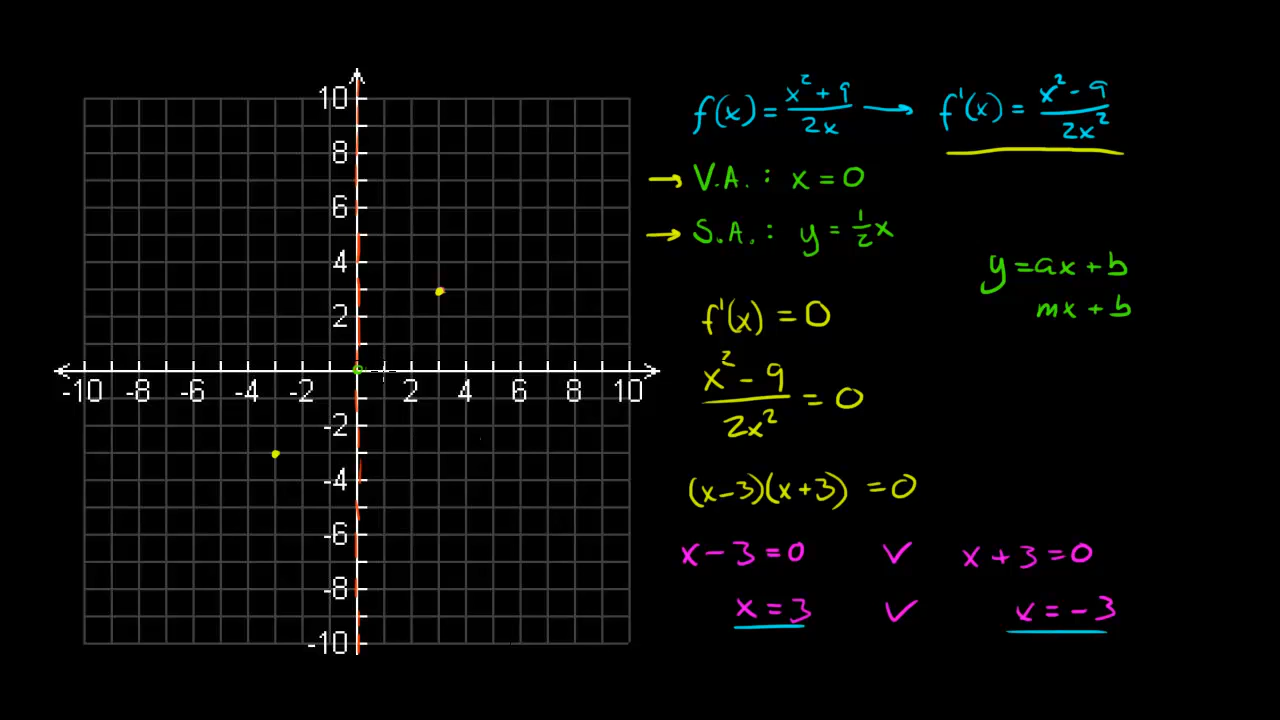 10
8
6
4
2
-10 -8 -6 -4 -2 2 4 6 8 10
-2
-4
-6
-8
-10
f(x) = x² + 9 / 2x → f'(x) = x² - 9 / 2x²
→ V.A. : x = 0
→ S.A. : y = 1/2 x
y = ax + b
mx + b
f'(x) = 0
x² - 9 / 2x² = 0
(x-3)(x+3) = 0
x - 3 = 0 ∨ x + 3 = 0
x = 3 ∨ x = -3